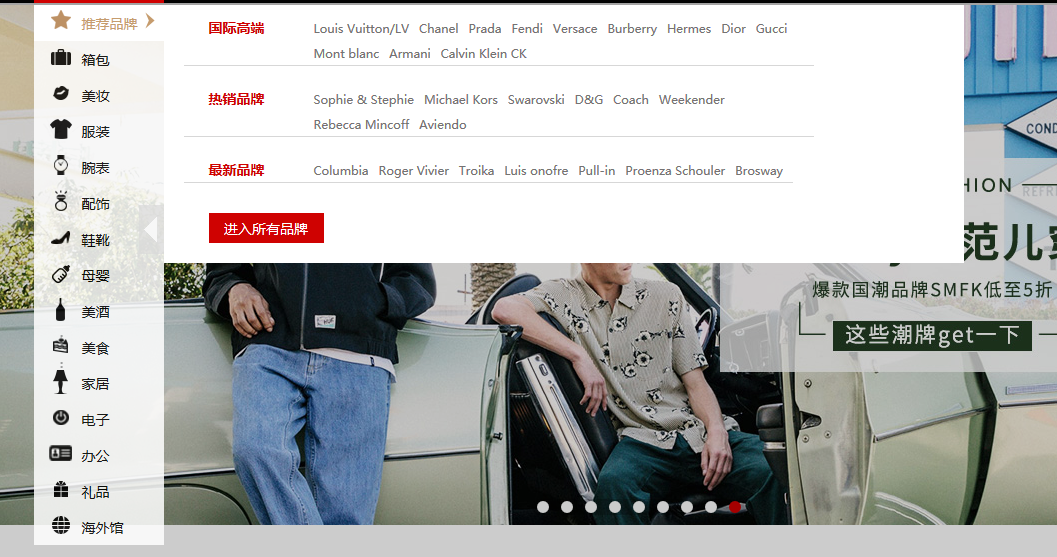 推荐品牌
箱包
美妆
服装
腕表
配饰
鞋靴
母婴
美酒
美食
家居
电子
办公
礼品
海外馆
国际高端
Louis Vuitton/LV Chanel Prada Fendi Versace Burberry Hermes Dior Gucci
Mont blanc Armani Calvin Klein CK
热销品牌
Sophie & Stephie Michael Kors Swarovski D&G Coach Weekender
Rebecca Mincoff Aviendo
最新品牌
Columbia Roger Vivier Troika Luis onofre Pull-in Proenza Schouler Brosway
进入所有品牌
COND
HION
REFR
范儿
爆款国潮品牌SMFK低至5折
这些潮牌get一下